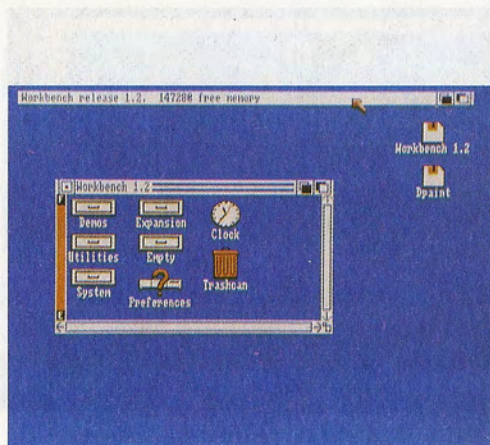 Workbench release 1.2.  147280 free memory
Workbench 1.2
Dpaint
Workbench 1.2
Demos
Expansion
Clock
Utilities
Empty
Trashcan
System
Preferences